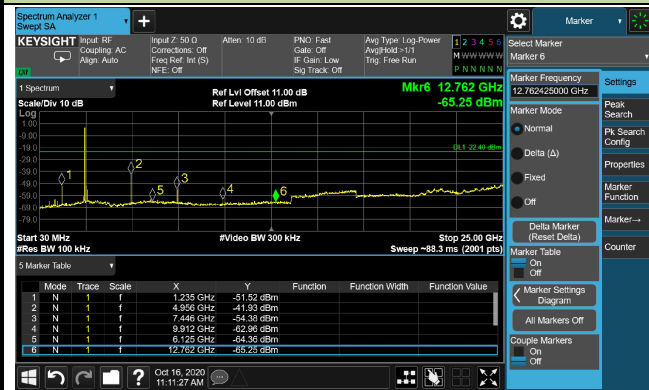 Spectrum Analyzer 1
Swept SA
+
Marker
KEYSIGHT
Input: RF
Coupling: AC
Align: Auto
Input Z: 50 Ω
Corrections: Off
Freq Ref: Int (S)
NFE: Off
Atten: 10 dB
PNO: Fast
Gate: Off
IF Gain: Low
Sig Track: Off
Avg Type: Log-Power
Avg|Hold:>1/1
Trig: Free Run
1 2 3 4 5 6
M W W W W W
P N N N N N
Select Marker
Marker 6
1 Spectrum
Scale/Div 10 dB
Log
Ref Lvl Offset 11.00 dB
Ref Level 11.00 dBm
Mkr6 12.762 GHz
-65.25 dBm
1.00
-9.00
-19.0
-29.0
-39.0
-49.0
-59.0
-69.0
-79.0
DL1 -22.40 dBm
1
2
3
4
5
6
Start 30 MHz
#Res BW 100 kHz
#Video BW 300 kHz
Stop 25.00 GHz
Sweep ~88.3 ms (2001 pts)
5 Marker Table
Mode Trace Scale X Y Function Function Width Function Value
1 N 1 f 1.235 GHz -51.52 dBm
2 N 1 f 4.956 GHz -41.93 dBm
3 N 1 f 7.446 GHz -54.38 dBm
4 N 1 f 9.912 GHz -62.96 dBm
5 N 1 f 6.125 GHz -64.36 dBm
6 N 1 f 12.762 GHz -65.25 dBm
Marker Frequency
12.762425000 GHz
Marker Mode
Normal
Delta (Δ)
Fixed
Off
Delta Marker
(Reset Delta)
Marker Table
On
Off
Marker Settings
Diagram
All Markers Off
Couple Markers
On
Off
Settings
Peak
Search
Pk Search
Config
Properties
Marker
Function
Marker→
Counter
?
Oct 16, 2020
11:11:27 AM